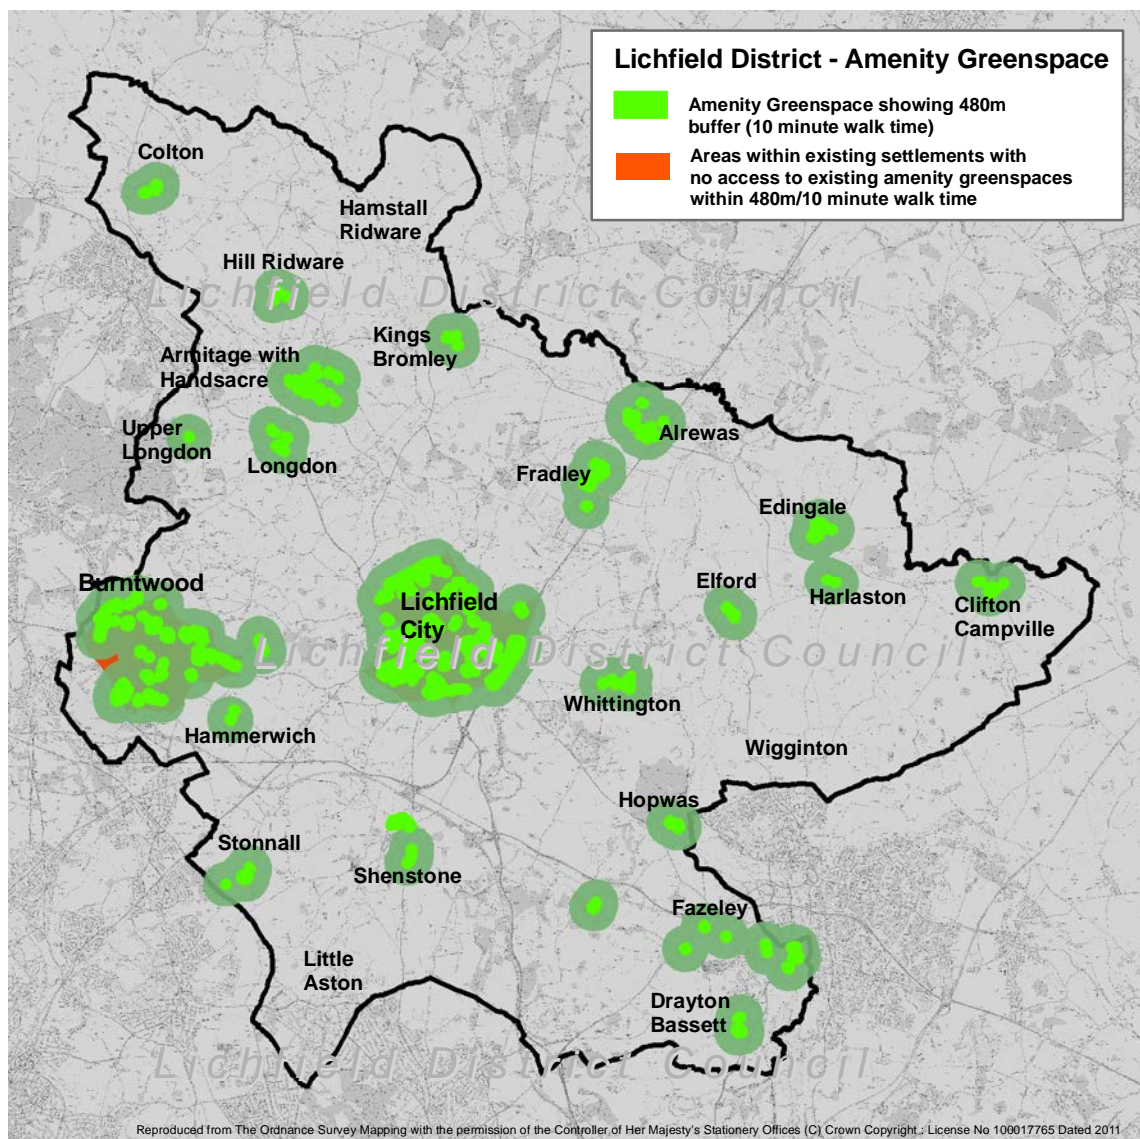 Lichfield District - Amenity Greenspace
Amenity Greenspace showing 480m
buffer (10 minute walk time)
Areas within existing settlements with
no access to existing amenity greenspaces
within 480m/10 minute walk time
Colton
Hamstall
Ridware
Hill Ridware
Lichfield District Council
Kings
Bromley
Armitage with
Handsacre
Upper
Longdon
Longdon
Alrewas
Fradley
Edingale
Burntwood
Elford
Harlaston
Clifton
Campville
Lichfield
City
Lichfield District Council
Whittington
Hammerwich
Wigginton
Hopwas
Stonnall
Shenstone
Fazeley
Little
Aston
Drayton
Bassett
Lichfield District Council
Reproduced from The Ordnance Survey Mapping with the permission of the Controller of Her Majesty's Stationery Offices (C) Crown Copyright : License No 100017765 Dated 2011